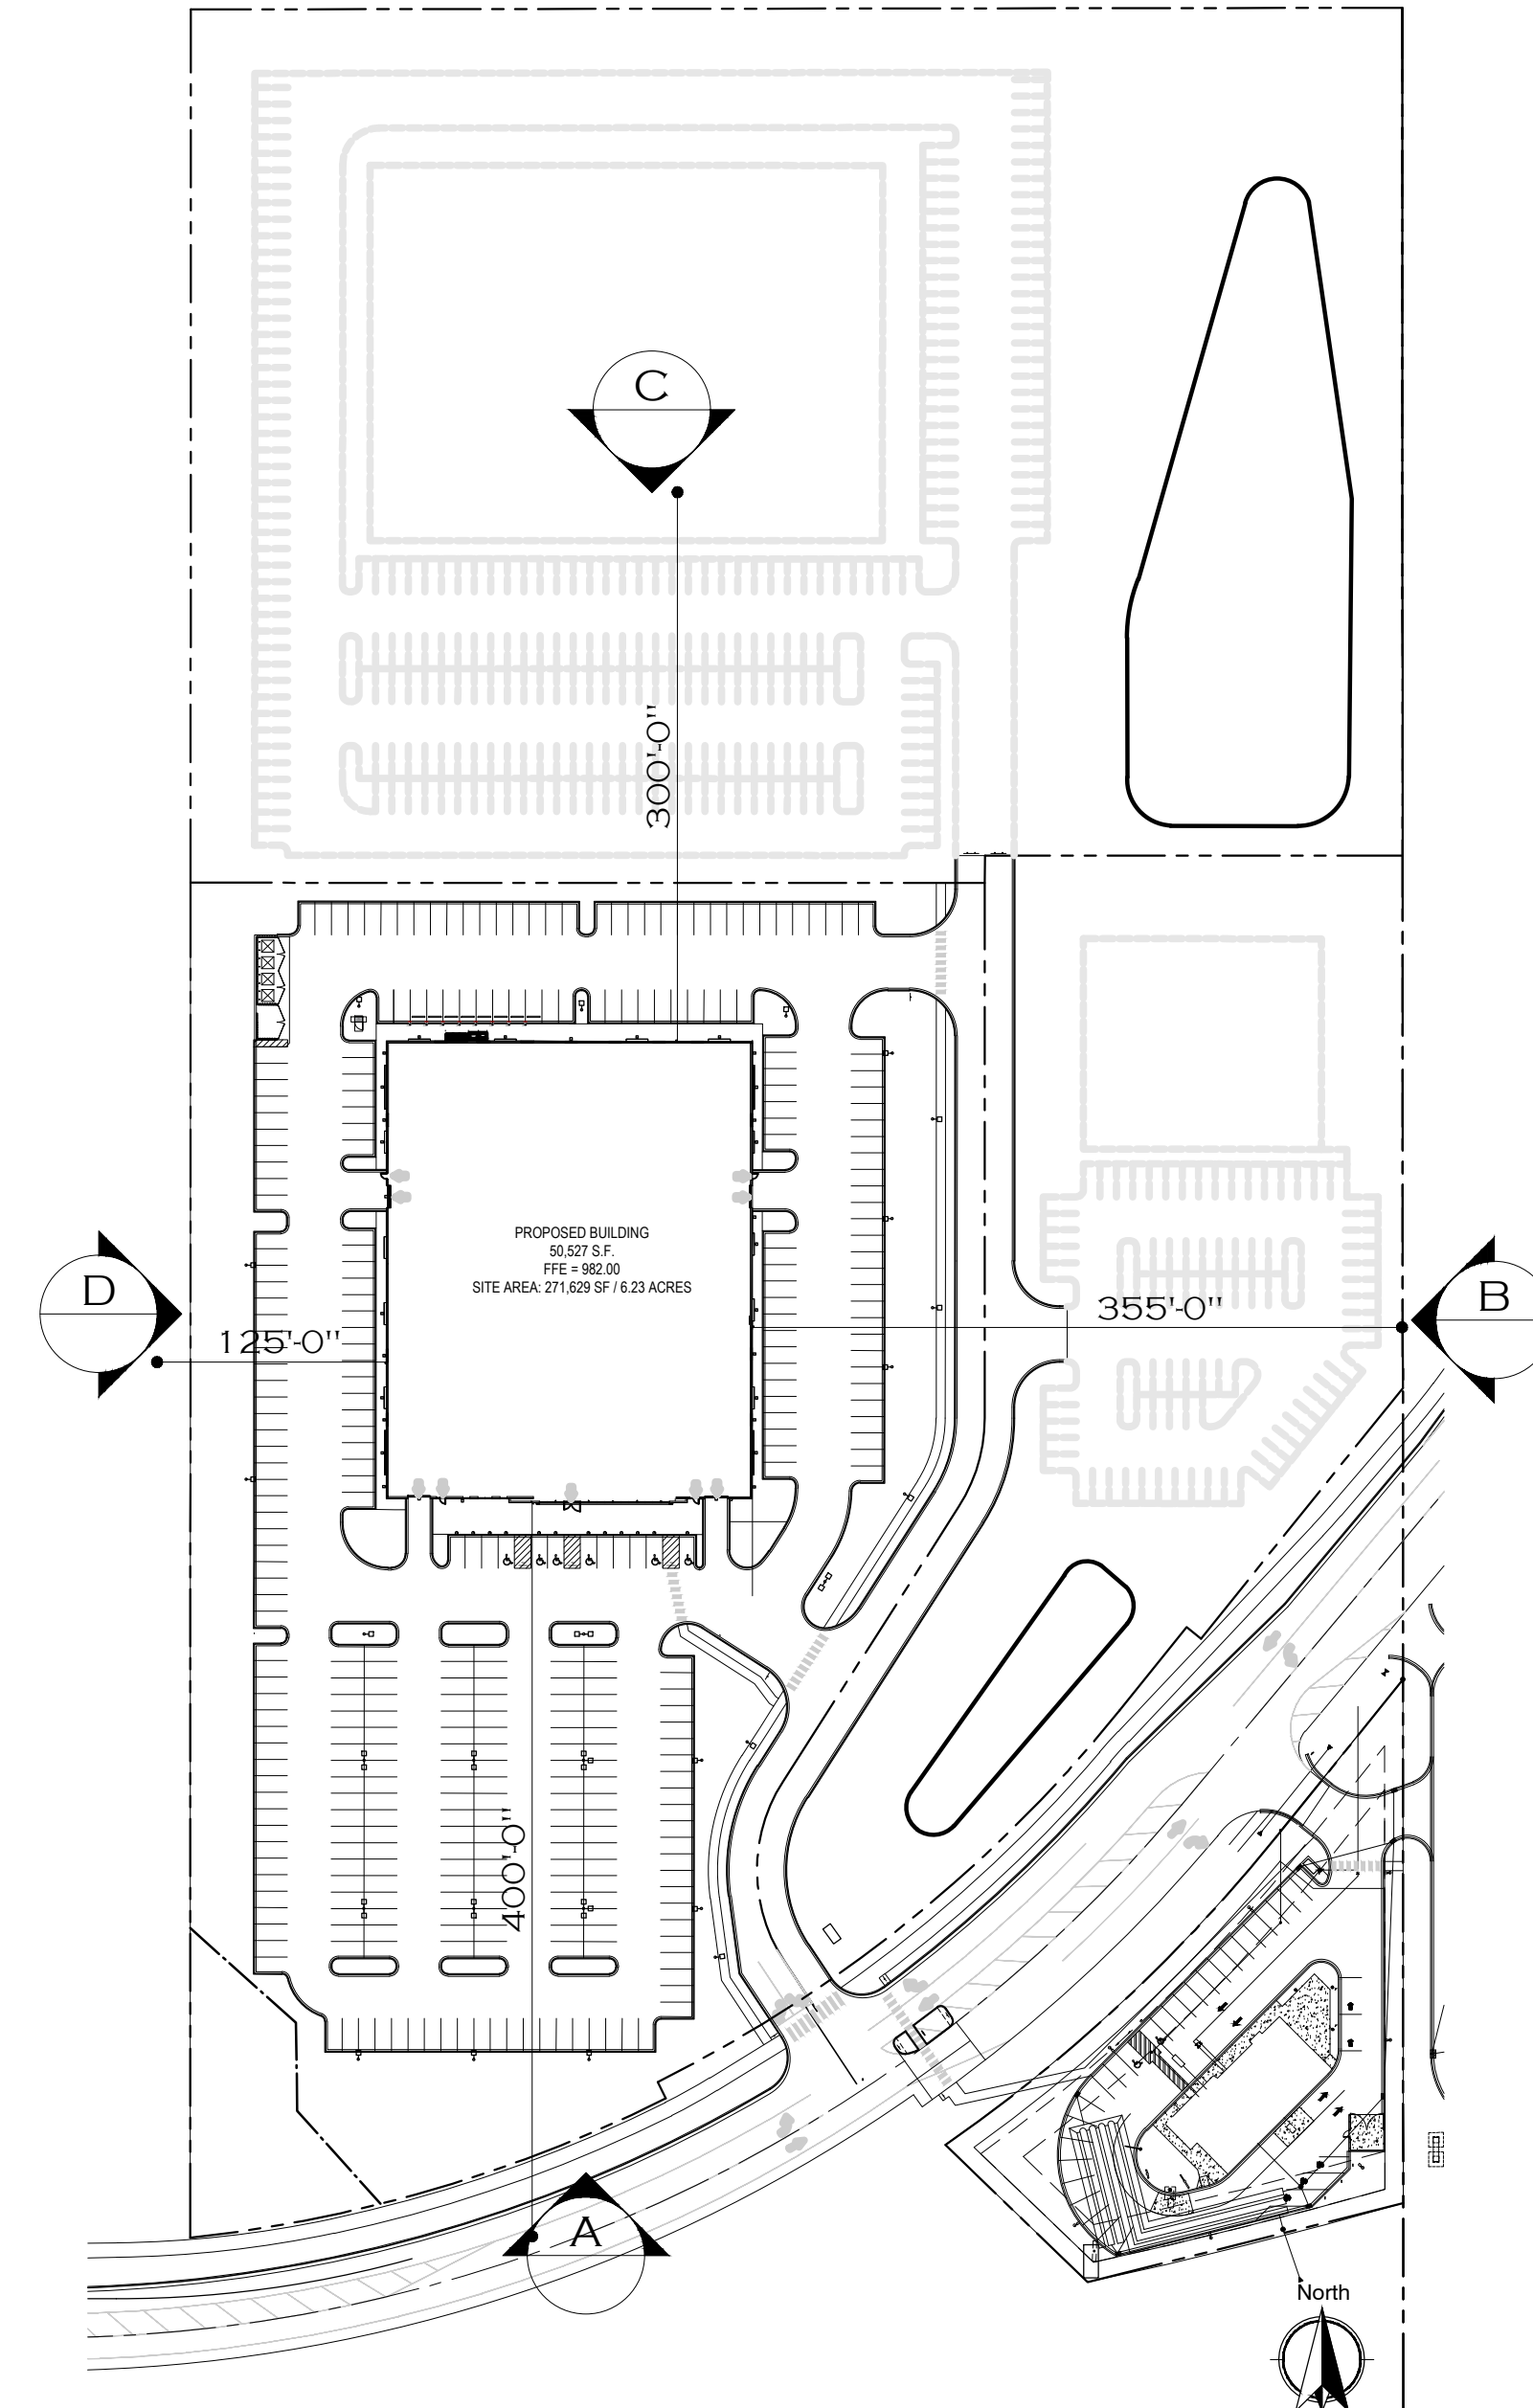 C
300'-0"
PROPOSED BUILDING
50,527 S.F.
FFE = 982.00
SITE AREA: 271,629 SF / 6.23 ACRES
D
125'-0"
355'-0"
B
400'-0"
A
North